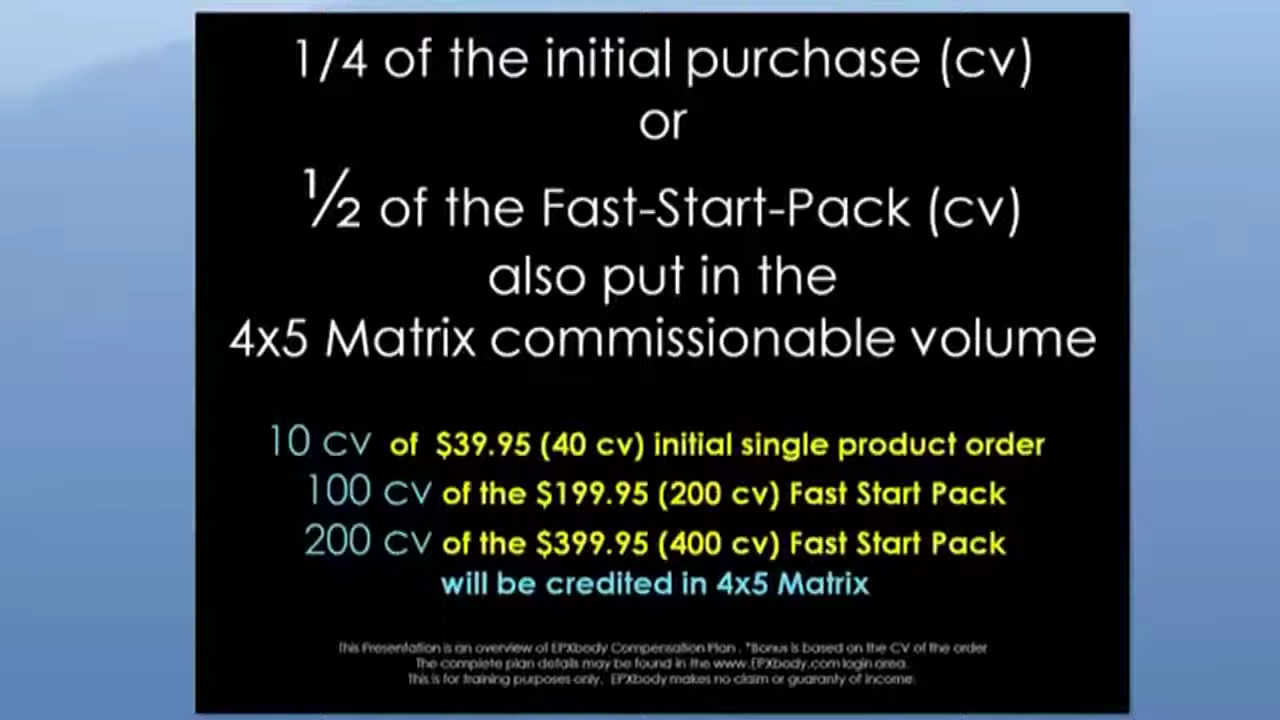 1/4 of the initial purchase (cv)
or
½ of the Fast-Start-Pack (cv)
also put in the
4x5 Matrix commissionable volume
10 CV of $39.95 (40 cv) initial single product order
100 CV of the $199.95 (200 cv) Fast Start Pack
200 CV of the $399.95 (400 cv) Fast Start Pack
will be credited in 4x5 Matrix
This Presentation is an overview of EPXbody Compensation Plan . *Bonus is based on the CV of the order
The complete plan details may be found in the www.EPXbody.com login area.
This is for training purposes only. EPXbody makes no claim or guaranty of income.